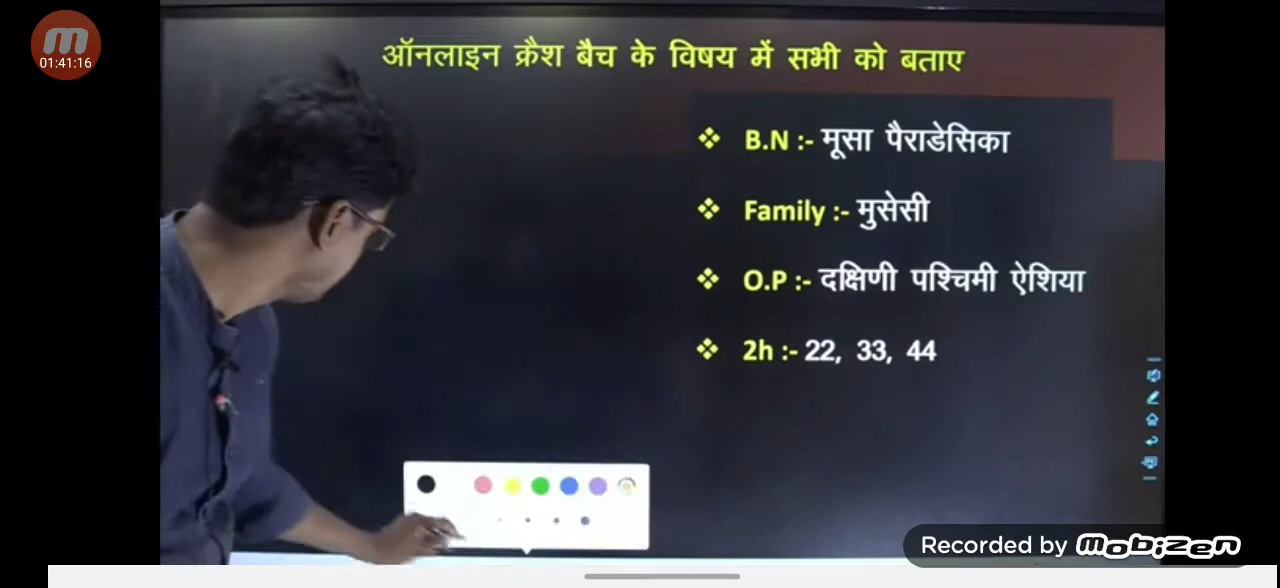 01:41:16
ऑनलाइन क्रैश बैच के विषय में सभी को बताए
❖ B.N :- मूसा पैराडेसिका
❖ Family :- मुसेसी
❖ O.P :- दक्षिणी पश्चिमी ऐशिया
❖ 2h :- 22, 33, 44
Recorded by mobizen